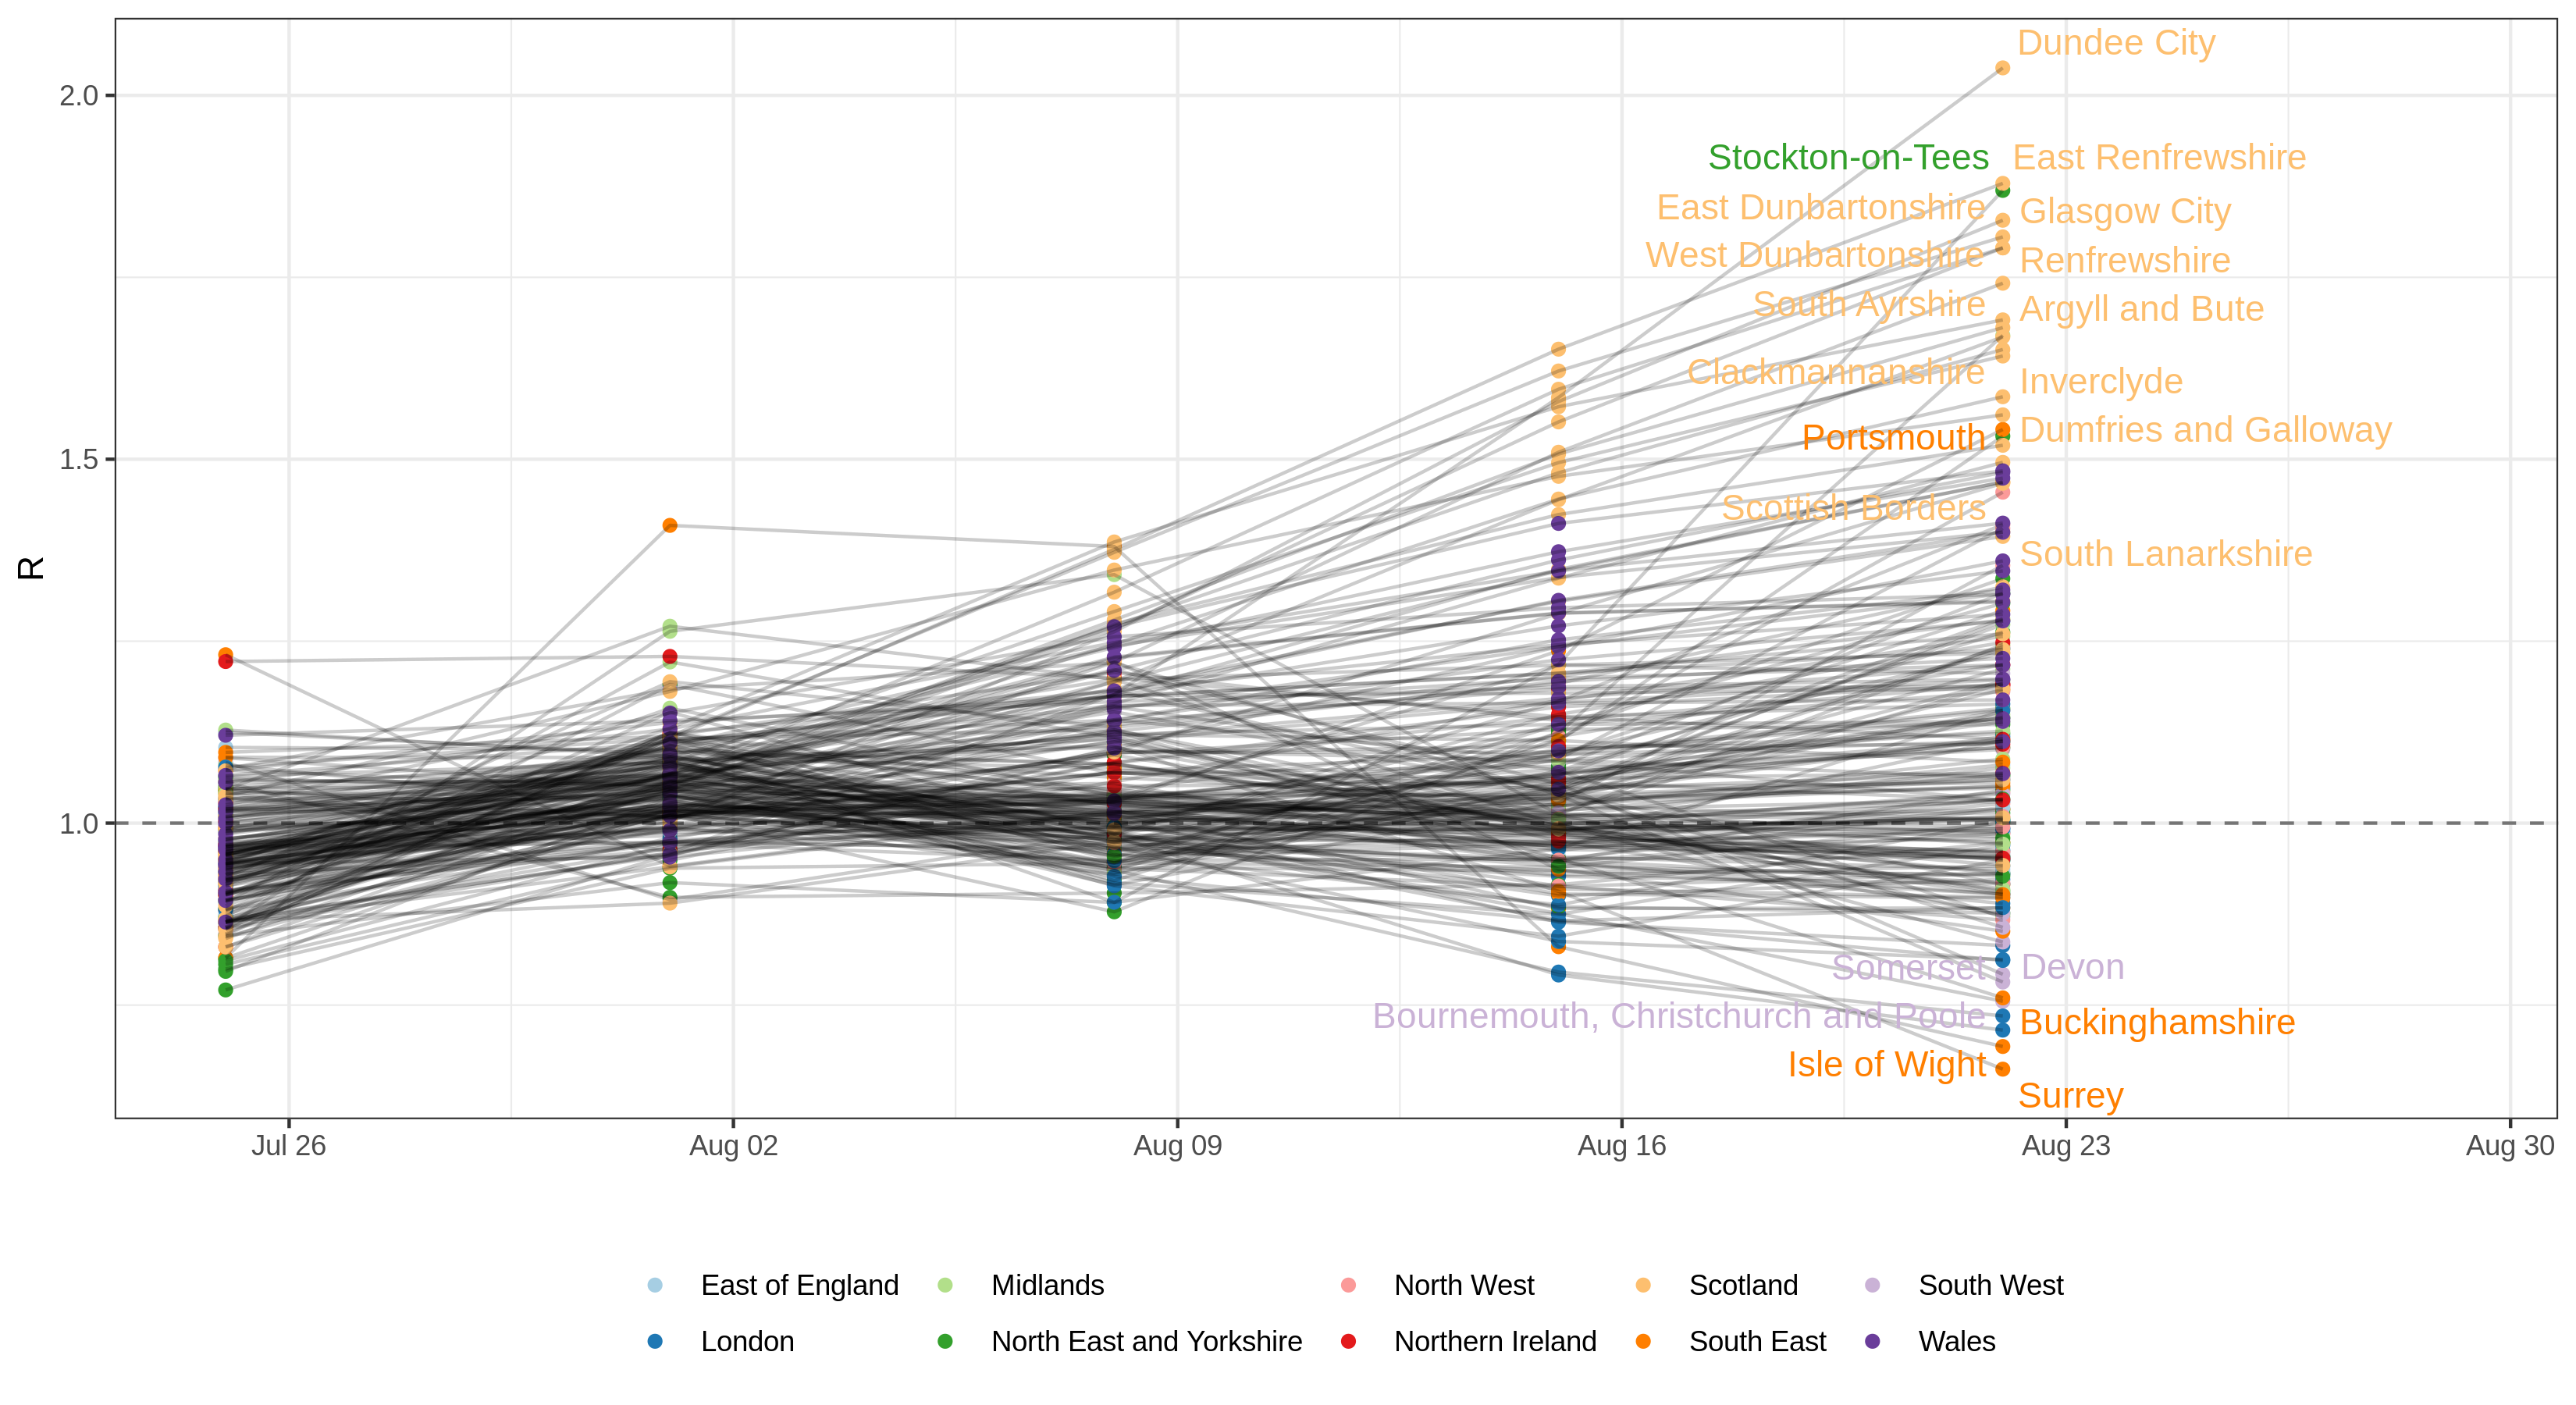 Dundee City
2.0
Stockton-on-Tees
East Renfrewshire
East Dunbartonshire
Glasgow City
West Dunbartonshire
Renfrewshire
South Ayrshire
Argyll and Bute
Clackmannanshire
Inverclyde
Dumfries and Galloway
Portsmouth
1.5
Scottish Borders
South Lanarkshire
R
1.0
Somerset
Devon
Bournemouth, Christchurch and Poole
Buckinghamshire
Isle of Wight
Surrey
Jul 26
Aug 02
Aug 09
Aug 16
Aug 23
Aug 30
East of England
Midlands
North West
Scotland
South West
London
North East and Yorkshire
Northern Ireland
South East
Wales